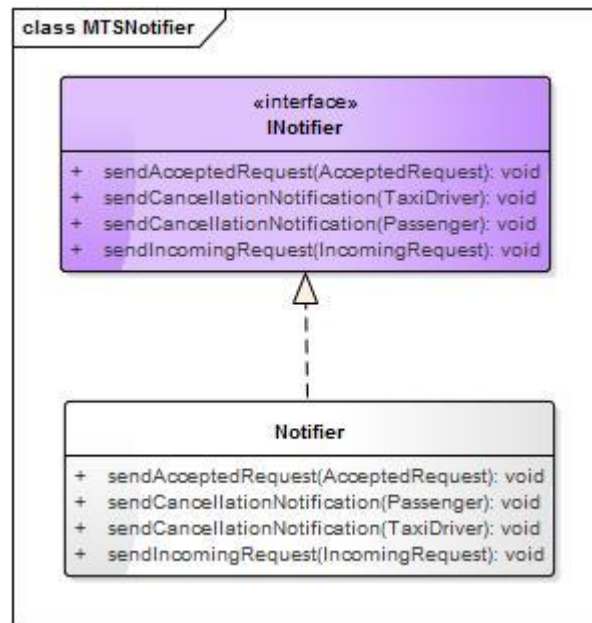 class MTSNotifier
«interface»
INotifier
+ sendAcceptedRequest(AcceptedRequest): void
+ sendCancellationNotification(TaxiDriver): void
+ sendCancellationNotification(Passenger): void
+ sendIncomingRequest(IncomingRequest): void
Notifier
+ sendAcceptedRequest(AcceptedRequest): void
+ sendCancellationNotification(Passenger): void
+ sendCancellationNotification(TaxiDriver): void
+ sendIncomingRequest(IncomingRequest): void